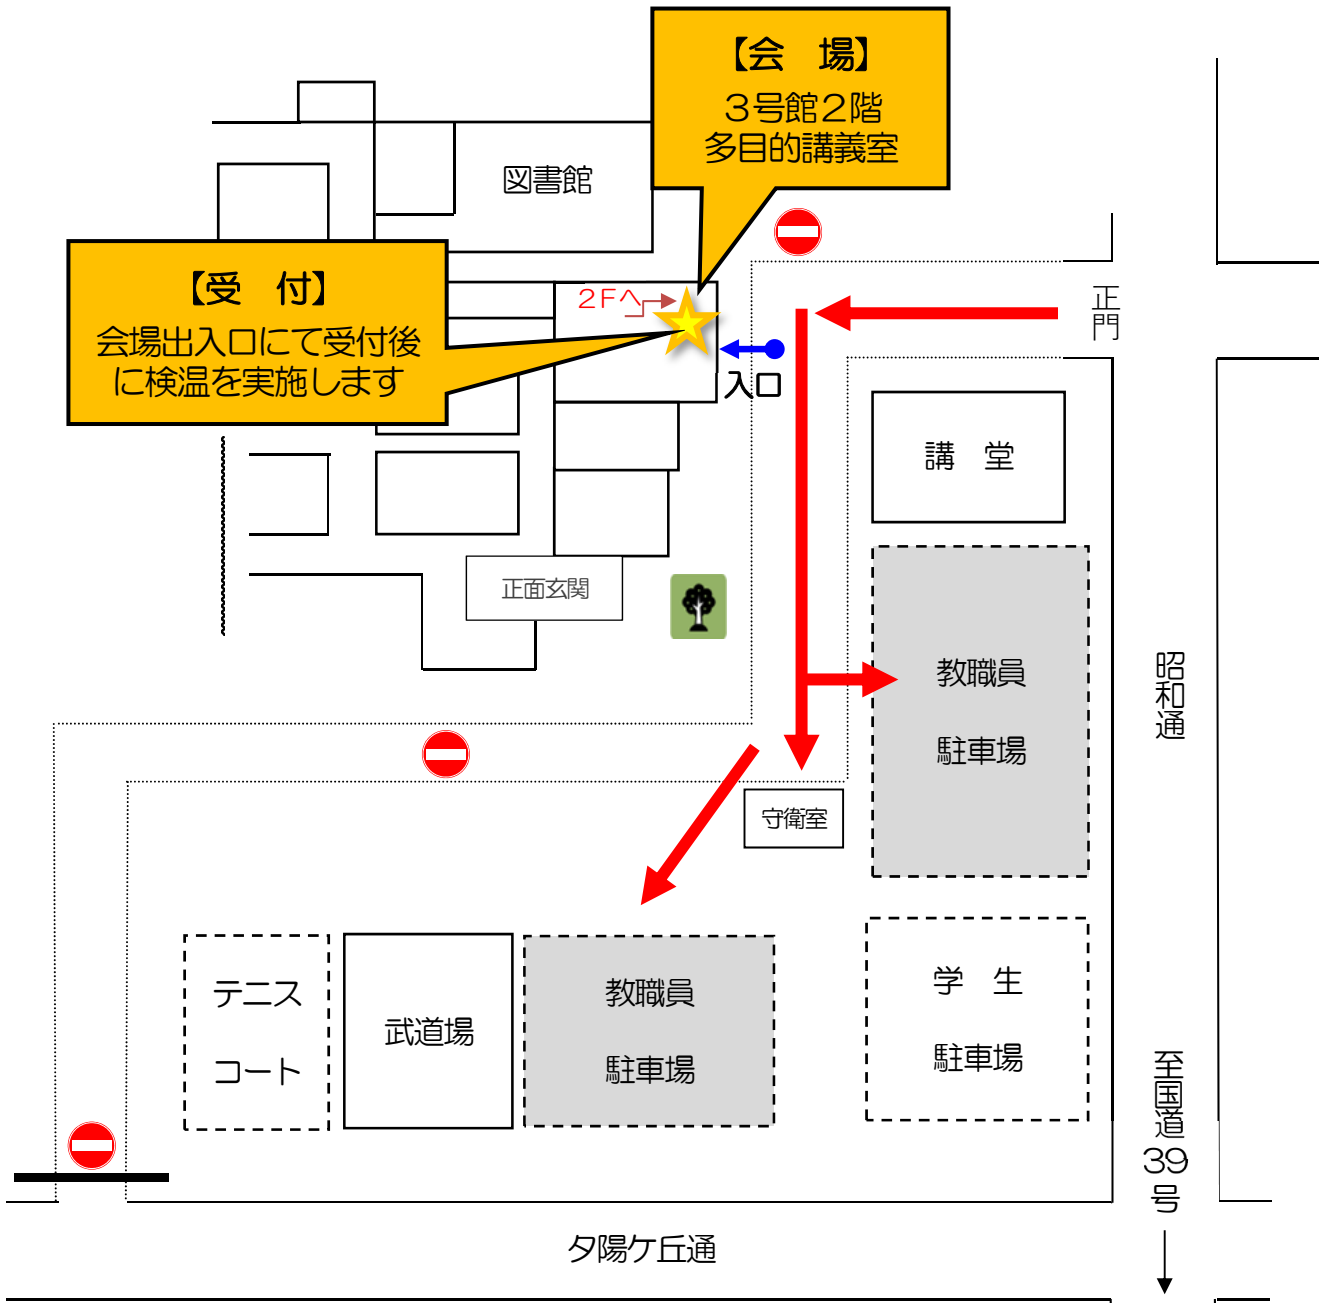 【会　場】
３号館２階
多目的講義室
図書館
【受　付】
会場出入口にて受付後
に検温を実施します
２Ｆへ
入口
正門
講　堂
正面玄関
教職員
駐車場
昭和通
守衛室
テニス
コート
武道場
教職員
駐車場
学　生
駐車場
至国道39号
夕陽ケ丘通